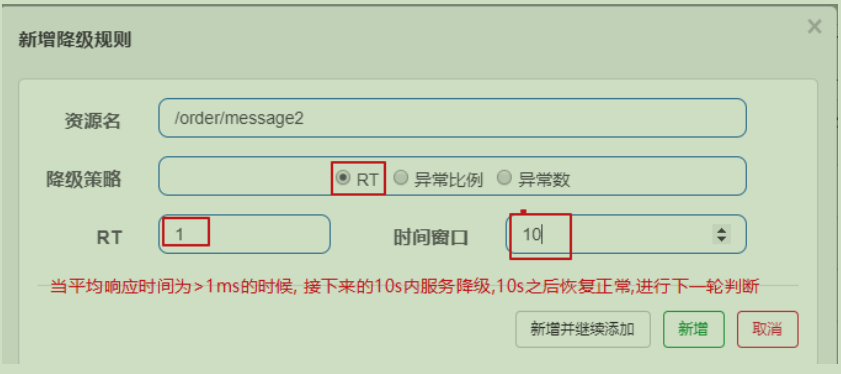 新增降级规则 ×
资源名 /order/message2
降级策略 RT 异常比例 异常数
RT 1 时间窗口 10
当平均响应时间为>1ms的时候, 接下来的10s内服务降级,10s之后恢复正常,进行下一轮判断
新增并继续添加 新增 取消